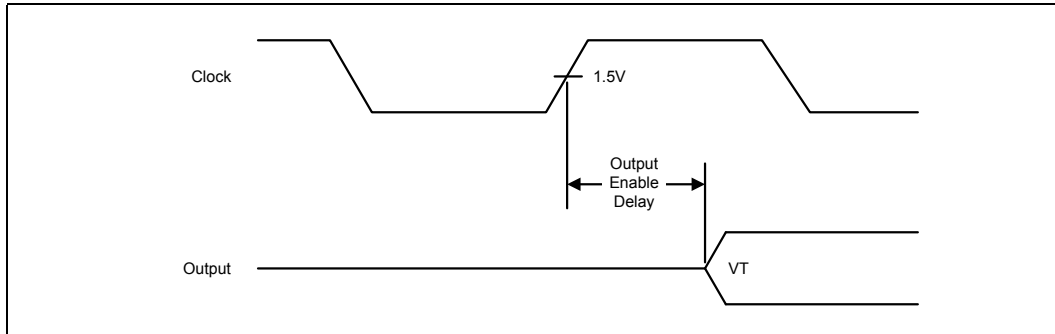 Clock
1.5V
Output
Enable
Delay
Output
VT